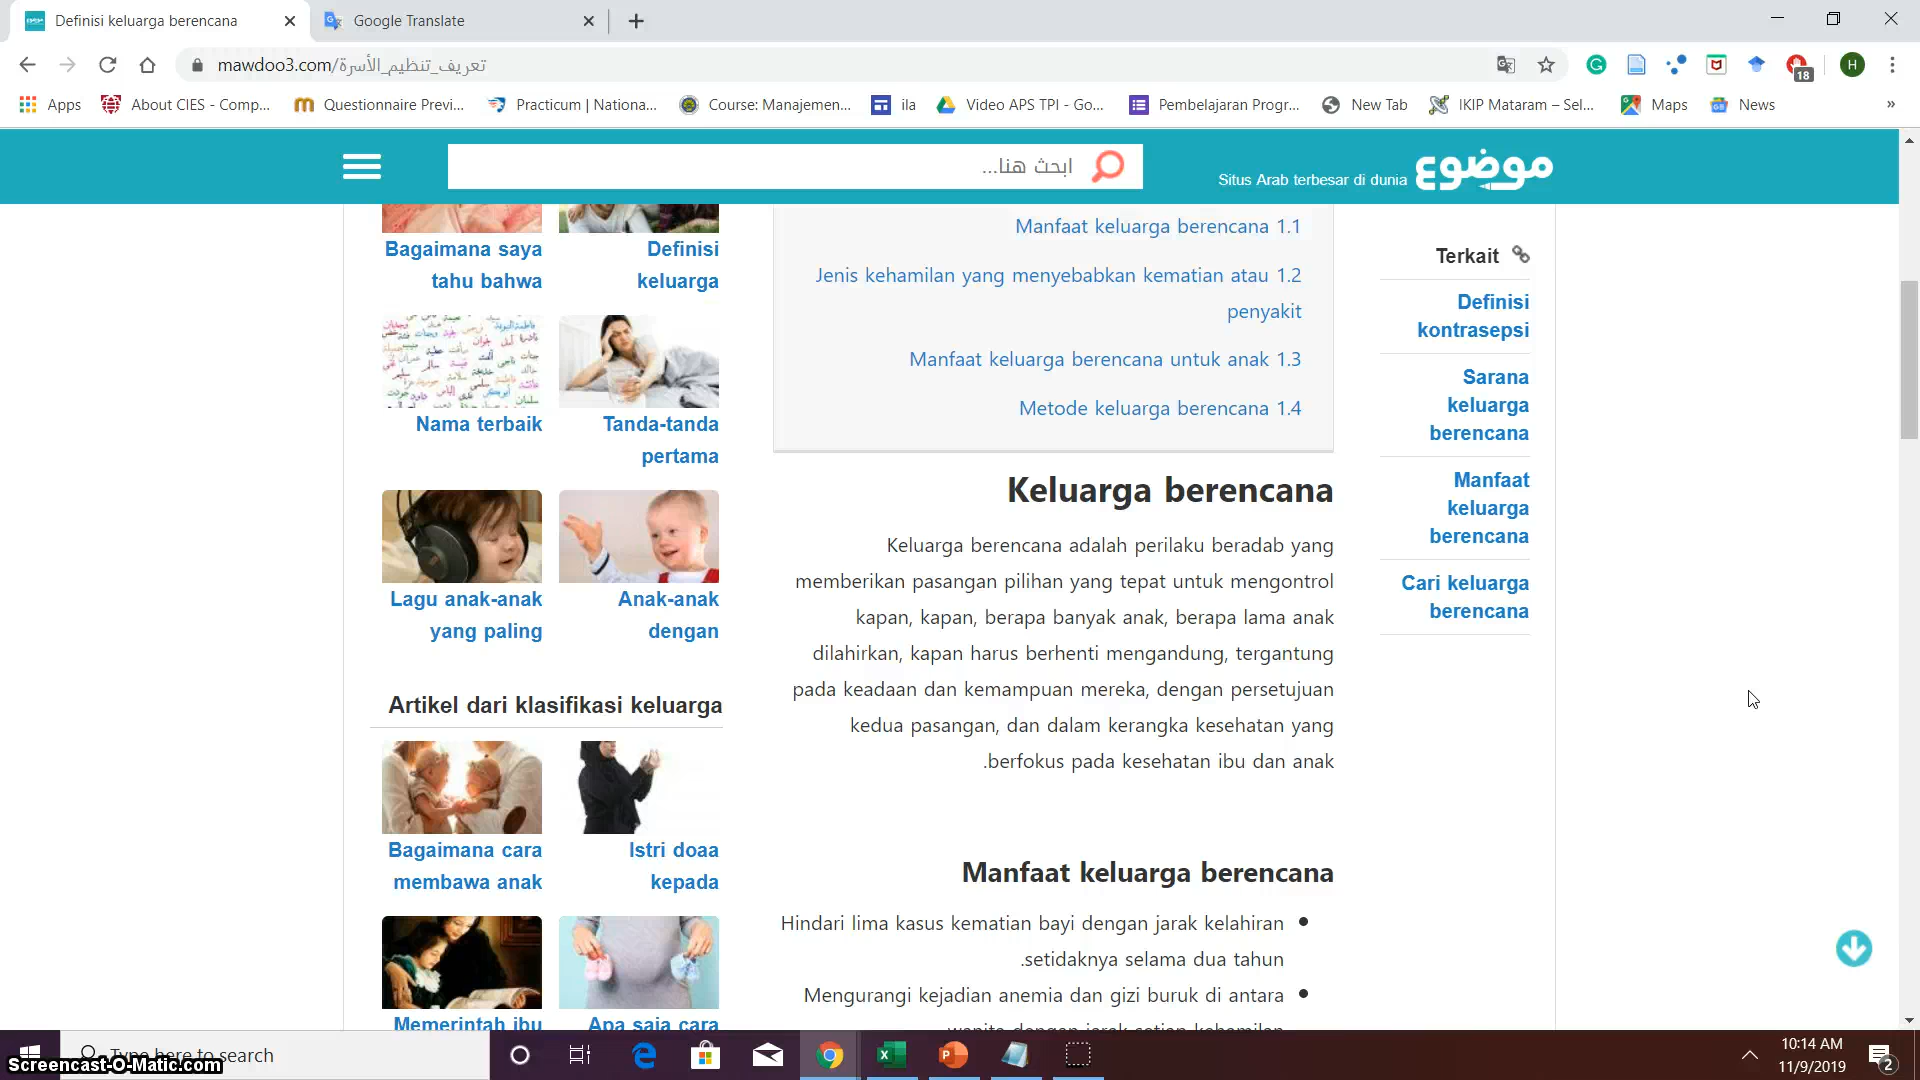 Definisi keluarga berencana
Google Translate
mawdoo3.com/تعريف_تنظيم_الأسرة
18
H
Apps
About CIES - Comp...
Questionnaire Previ...
Practicum | Nationa...
Course: Manajemen...
ila
Video APS TPI - Go...
Pembelajaran Progr...
New Tab
IKIP Mataram – Sel...
Maps
News
»
ابحث هنا...
Situs Arab terbesar di dunia
موضوع
Bagaimana saya
tahu bahwa
Definisi
keluarga
Nama terbaik
Tanda-tanda
pertama
Lagu anak-anak
yang paling
Anak-anak
dengan
Artikel dari klasifikasi keluarga
Bagaimana cara
membawa anak
Istri doaa
kepada
Memerintah ibu
Apa saja cara
Manfaat keluarga berencana 1.1
Jenis kehamilan yang menyebabkan kematian atau 1.2
penyakit
Manfaat keluarga berencana untuk anak 1.3
Metode keluarga berencana 1.4
Keluarga berencana
Keluarga berencana adalah perilaku beradab yang
memberikan pasangan pilihan yang tepat untuk mengontrol
kapan, kapan, berapa banyak anak, berapa lama anak
dilahirkan, kapan harus berhenti mengandung, tergantung
pada keadaan dan kemampuan mereka, dengan persetujuan
kedua pasangan, dan dalam kerangka kesehatan yang
.berfokus pada kesehatan ibu dan anak
Manfaat keluarga berencana
Hindari lima kasus kematian bayi dengan jarak kelahiran
.setidaknya selama dua tahun
Mengurangi kejadian anemia dan gizi buruk di antara
wanita dengan jarak setiap kehamilan
Terkait
Definisi
kontrasepsi
Sarana
keluarga
berencana
Manfaat
keluarga
berencana
Cari keluarga
berencana
Type here to search
Screencast-O-Matic.com
10:14 AM
11/9/2019
2